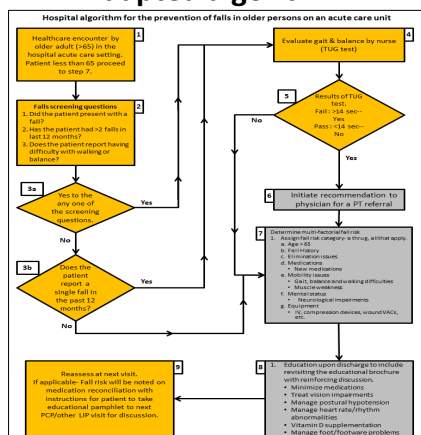 Hospital algorithm for the prevention of falls in older persons on an acute care unit
1
Healthcare encounter by
older adult (>65) in the
hospital acute care setting.
Patient less than 65 proceed
to step 7.
2
Falls screening questions
1. Did the patient present with a
fall?
2. Has the patient had >2 falls in
last 12 months?
3. Does the patient report having
difficulty with walking or
balance?
3a
Yes to the
any one of
the screening
questions.
Yes
No
3b
Does the
patient
report a
single fall in
the past 12
months?
Yes
No
4
Evaluate gait & balance by nurse
(TUG test)
5
Results of TUG
test.
Fail : >14 sec--
Yes
Pass : <14 sec--
No
No
Yes
6
Initiate recommendation to
physician for a PT referral
7
Determine multi-factorial fall risk
1. Assign fall risk category- a thru g, all that apply.
a. Age > 65
b. Fall History
c. Elimination issues
d. Medications
• New medications
e. Mobility issues
• Gait, balance and walking difficulties
• Muscle weakness
f. Mental status
• Neurological impairments
g. Equipment
• IV, compression devices, wound VACs,
etc.
8
1. Education upon discharge to include
revisiting the educational brochure
with reinforcing discussion.
• Minimize medications
• Treat vision impairments
• Manage postural hypotension
• Manage heart rate/rhythm
abnormalities
• Vitamin D supplementation
• Manage foot/footware problems
9
Reassess at next visit.
If applicable- Fall risk will be noted on
medication reconciliation with
instructions for patient to take
educational pamphlet to next
PCP/other LIP visit for discussion.